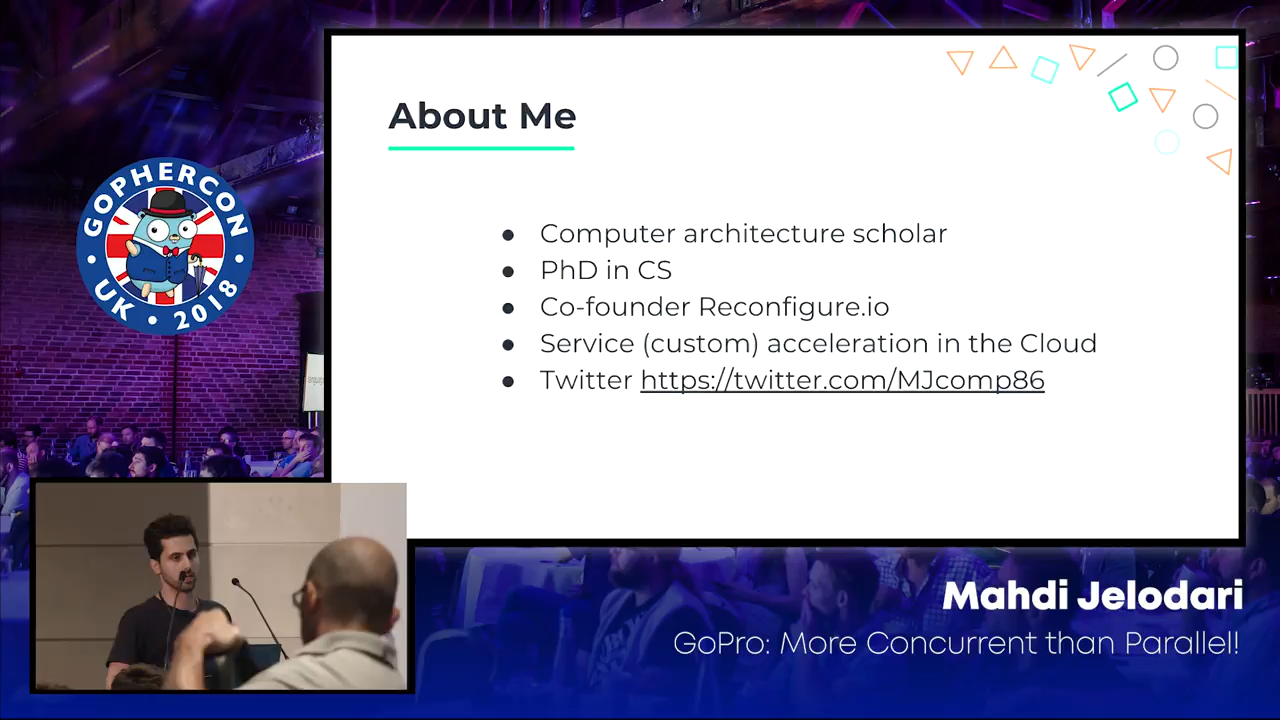 About Me
GOPHERCON
UK • 2018
• Computer architecture scholar
• PhD in CS
• Co-founder Reconfigure.io
• Service (custom) acceleration in the Cloud
• Twitter https://twitter.com/MJcomp86
Mahdi Jelodari
GoPro: More Concurrent than Parallel!